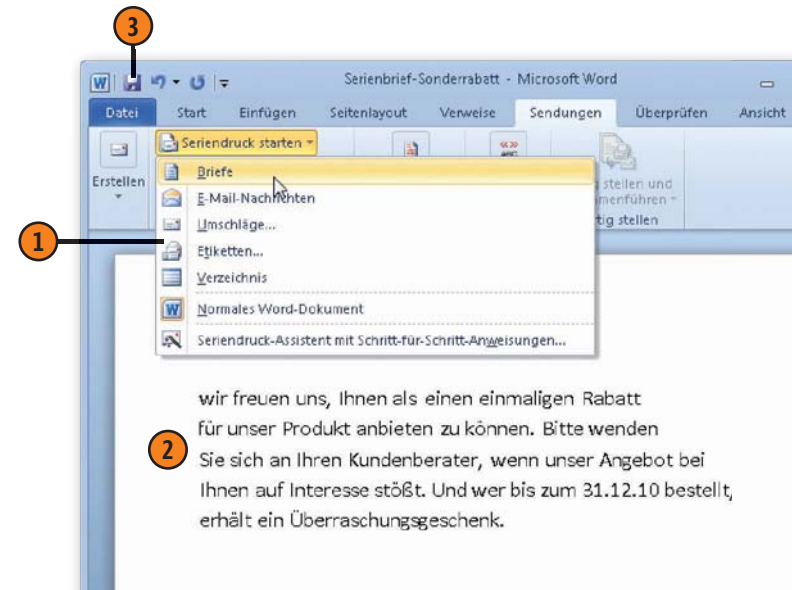 3
Serienbrief-Sonderrabatt - Microsoft Word
Datei Start Einfügen Seitenlayout Verweise Sendungen Überprüfen Ansicht
Seriendruck starten
Erstellen
Briefe
stellen und
E-Mail-Nachrichten
menführen
Umschläge...
tig stellen
1
Etiketten...
Verzeichnis
Normales Word-Dokument
Seriendruck-Assistent mit Schritt-für-Schritt-Anweisungen...
wir freuen uns, Ihnen als einen einmaligen Rabatt
für unser Produkt anbieten zu können. Bitte wenden
2
Sie sich an Ihren Kundenberater, wenn unser Angebot bei
Ihnen auf Interesse stößt. Und wer bis zum 31.12.10 bestellt,
erhält ein Überraschungsgeschenk.